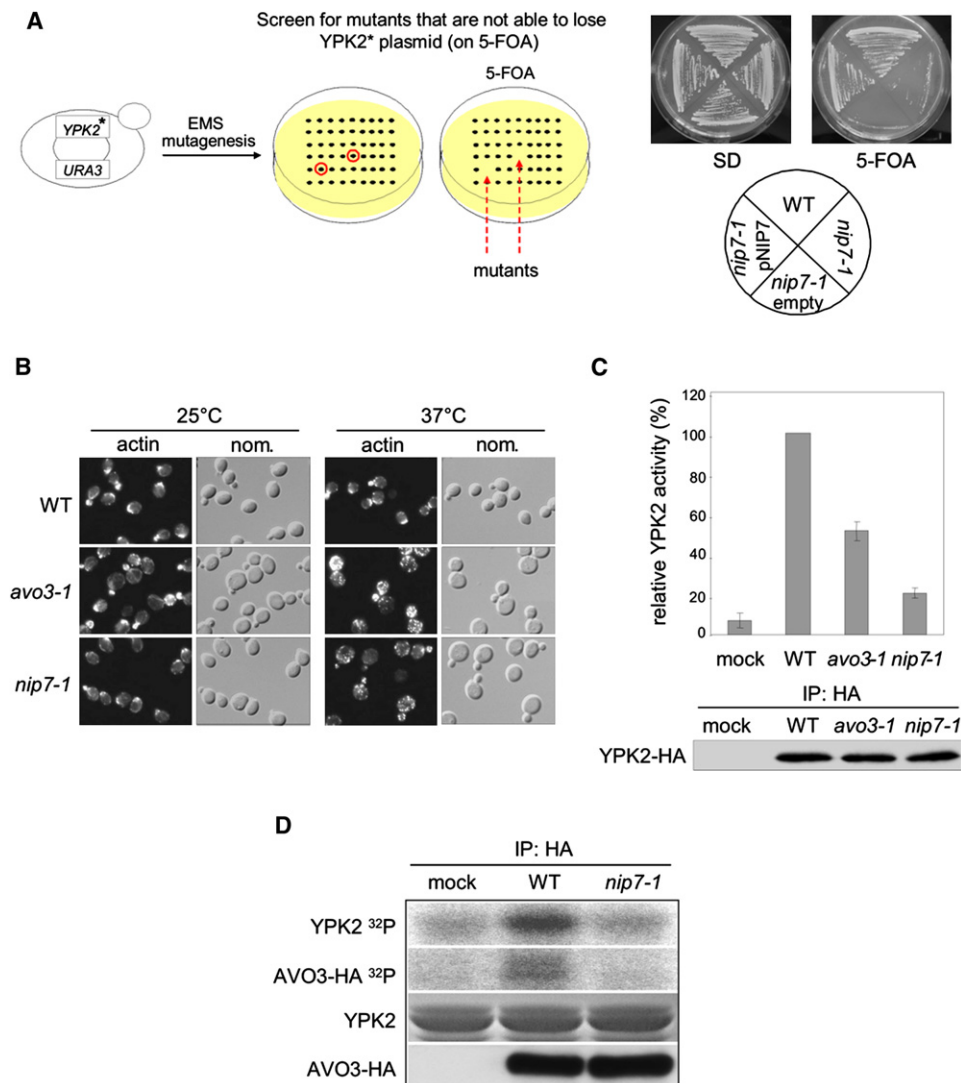 A
Screen for mutants that are not able to lose
YPK2* plasmid (on 5-FOA)
5-FOA
YPK2*
URA3
EMS
mutagenesis
mutants
SD
5-FOA
WT
nip7-1
pNIP7
nip7-1
nip7-1
empty
B
25°C
37°C
actin
nom.
actin
nom.
WT
avo3-1
nip7-1
C
relative YPK2 activity (%)
120
100
80
60
40
20
0
mock
WT
avo3-1
nip7-1
IP: HA
mock
WT
avo3-1
nip7-1
YPK2-HA
D
IP: HA
mock
WT
nip7-1
YPK2 ³²P
AVO3-HA ³²P
YPK2
AVO3-HA